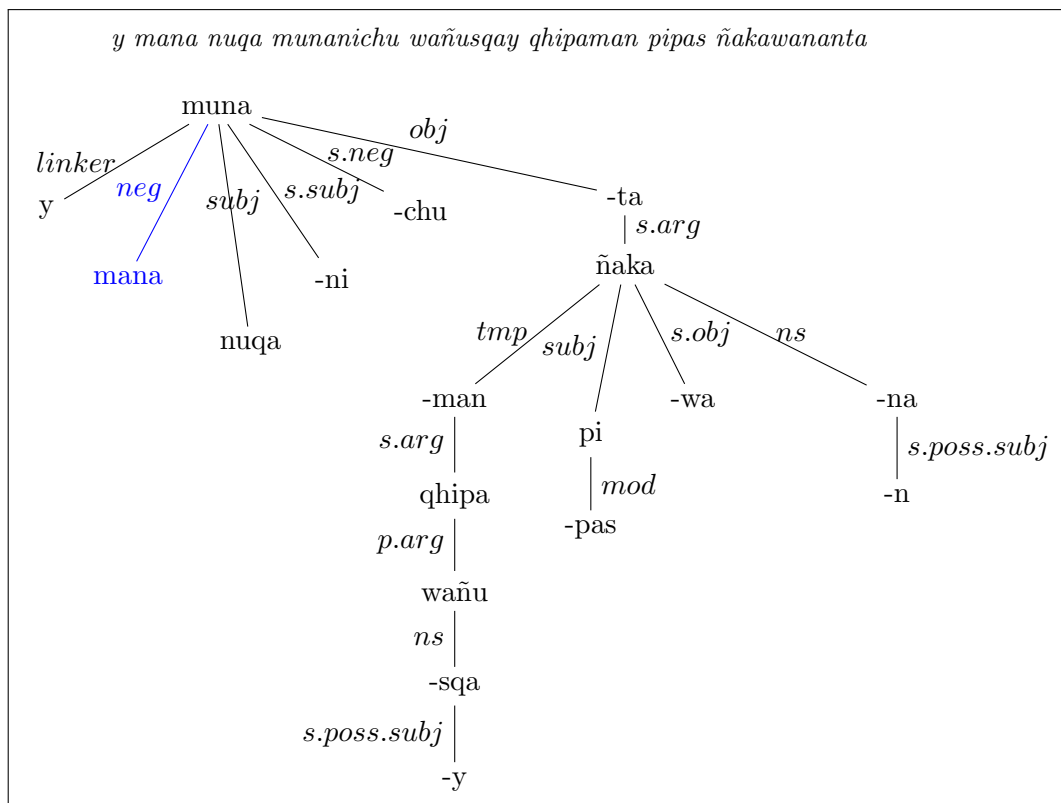 y mana nuqa munanichu wañusqay qhipaman pipas ñakawananta
muna
obj
linker
neg
subj
s.subj
s.neg
y
-chu
-ta
s.arg
mana
-ni
ñaka
nuqa
tmp
subj
s.obj
ns
-man
-wa
-na
s.arg
pi
s.poss.subj
qhipa
mod
-n
p.arg
-pas
wañu
ns
-sqa
s.poss.subj
-y